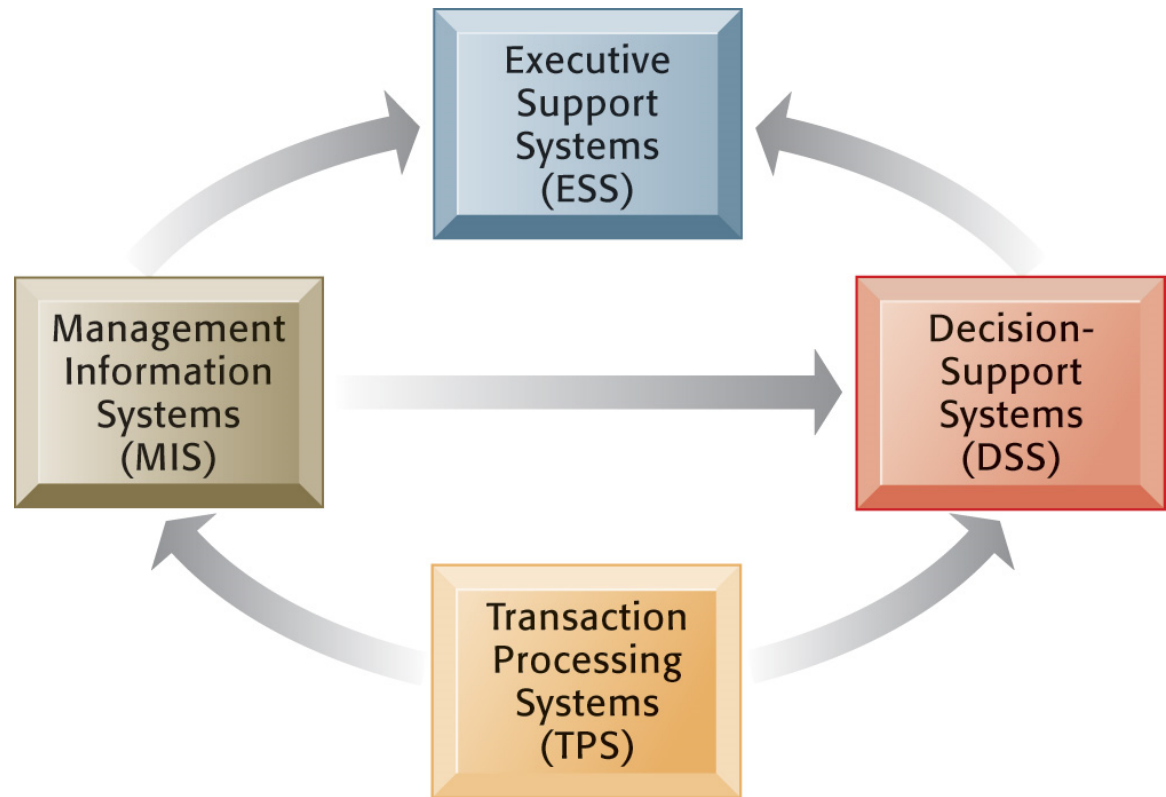 Executive
Support
Systems
(ESS)
Management
Information
Systems
(MIS)
Decision-
Support
Systems
(DSS)
Transaction
Processing
Systems
(TPS)